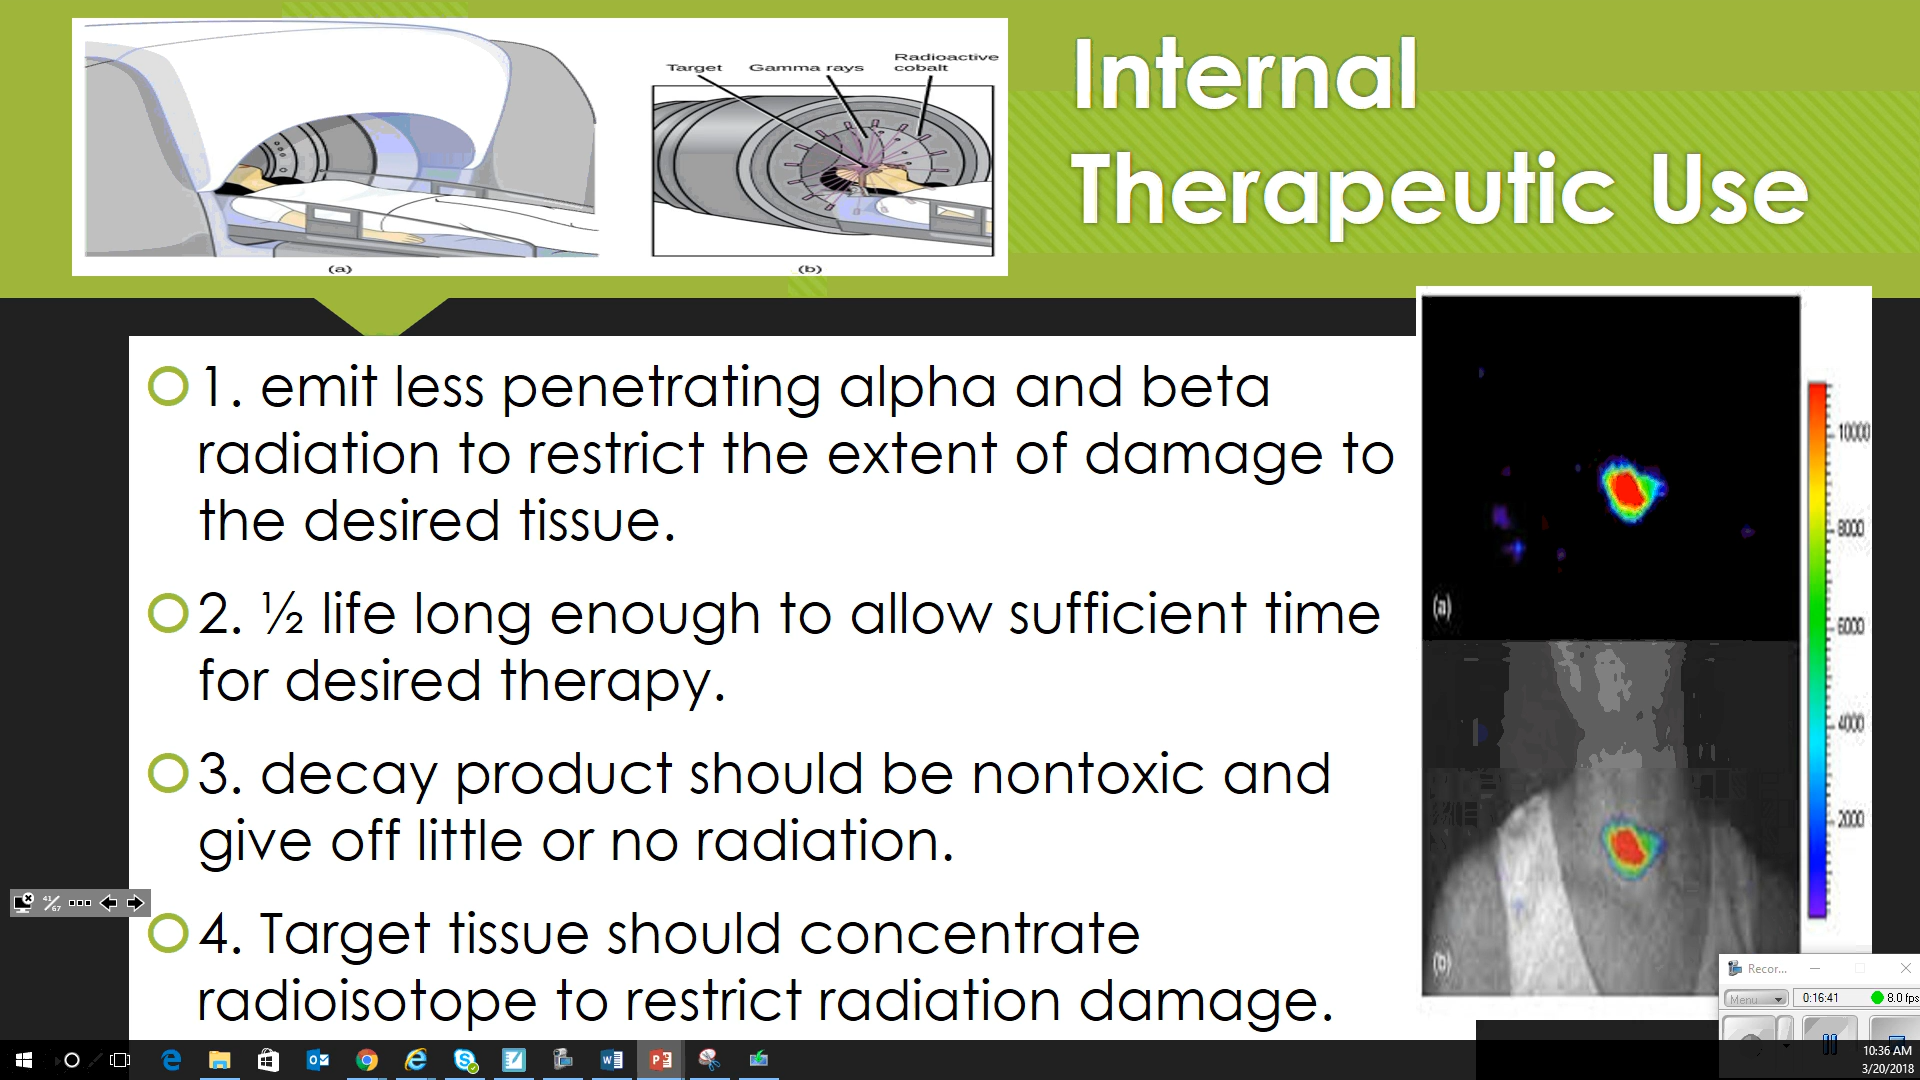 Internal
Therapeutic Use
Target
Gamma rays
Radioactive
cobalt
(a)
(b)
1. emit less penetrating alpha and beta
radiation to restrict the extent of damage to
the desired tissue.
2. ½ life long enough to allow sufficient time
for desired therapy.
3. decay product should be nontoxic and
give off little or no radiation.
4. Target tissue should concentrate
radioisotope to restrict radiation damage.
(a)
(b)
10000
8000
6000
4000
2000
41/67
Recor...
Menu
0:16:41
8.0 fps
10:36 AM
3/20/2018